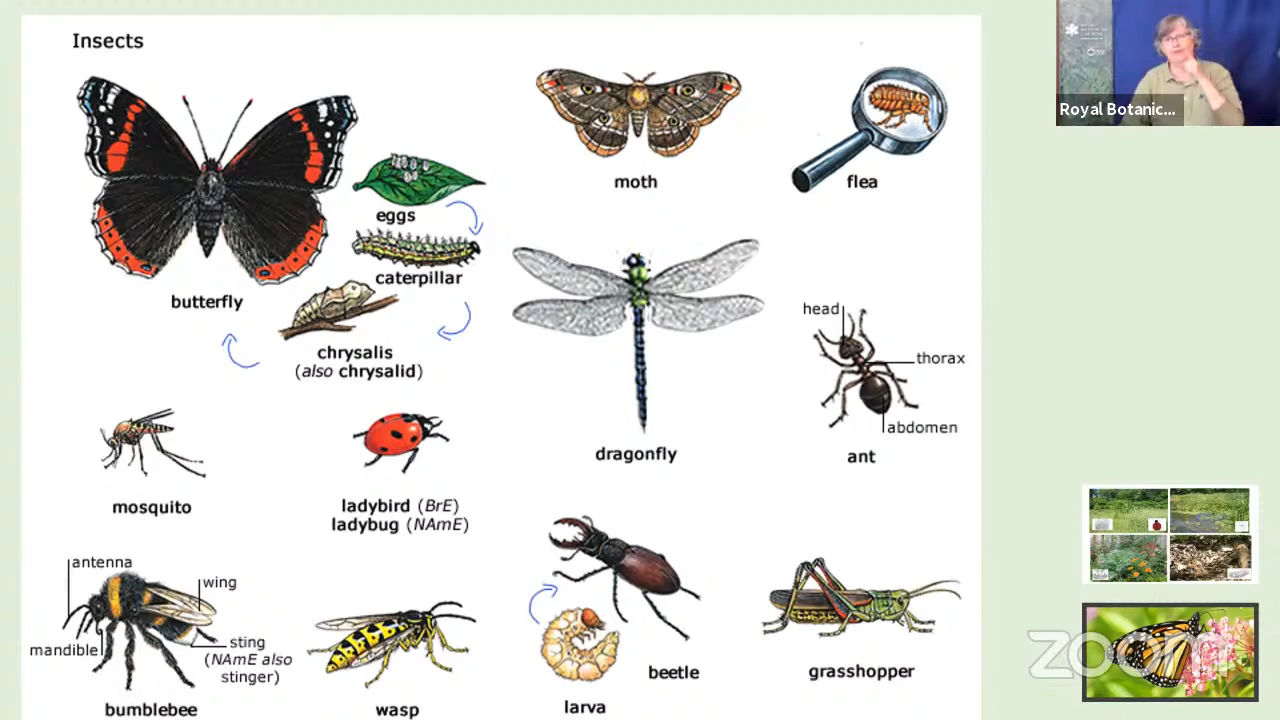 Insects
Royal Botanic...
moth
flea
eggs
caterpillar
butterfly
chrysalis
(also chrysalid)
head
thorax
abdomen
dragonfly
ant
mosquito
ladybird (BrE)
ladybug (NAmE)
antenna
wing
mandible
sting
(NAmE also
stinger)
bumblebee
wasp
larva
beetle
grasshopper
zoom